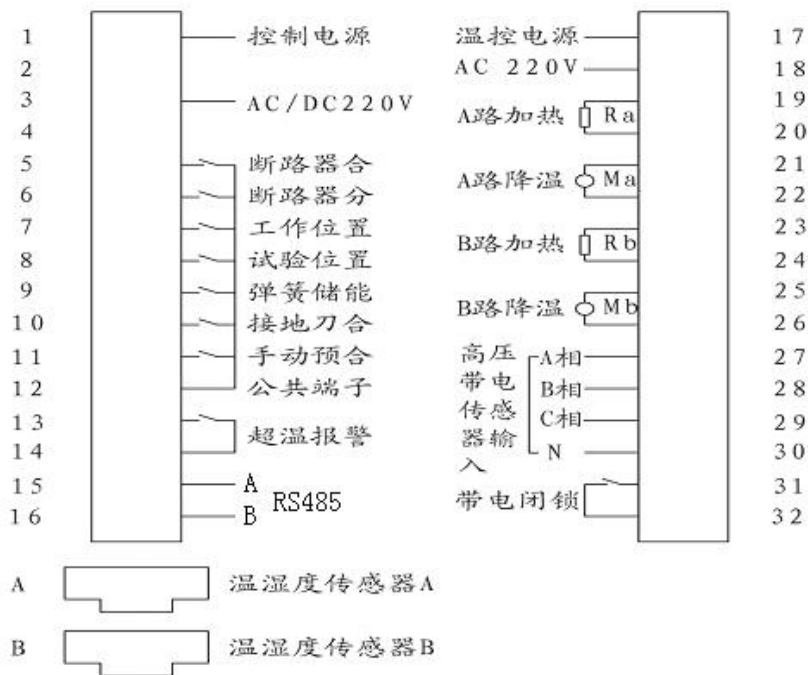 1 控制电源
2
3 AC/DC220V
4
5 断路器合
6 断路器分
7 工作位置
8 试验位置
9 弹簧储能
10 接地刀合
11 手动预合
12 公共端子
13
超温报警
14
15 A
RS485
16 B
温控电源 17
AC 220V 18
19
A路加热 Ra
20
21
A路降温 Ma
22
23
B路加热 Rb
24
25
B路降温 Mb
26
高压带电传感器输入
A相 27
B相 28
C相 29
N 30
31
带电闭锁
32
A 温湿度传感器A
B 温湿度传感器B